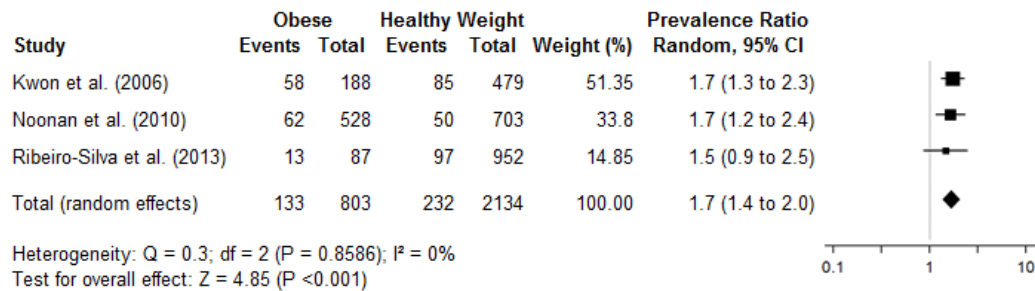 Obese Healthy Weight Prevalence Ratio
Study Events Total Events Total Weight (%) Random, 95% CI
Kwon et al. (2006) 58 188 85 479 51.35 1.7 (1.3 to 2.3)
Noonan et al. (2010) 62 528 50 703 33.8 1.7 (1.2 to 2.4)
Ribeiro-Silva et al. (2013) 13 87 97 952 14.85 1.5 (0.9 to 2.5)
Total (random effects) 133 803 232 2134 100.00 1.7 (1.4 to 2.0)
Heterogeneity: Q = 0.3; df = 2 (P = 0.8586); I² = 0%
Test for overall effect: Z = 4.85 (P <0.001)
0.1 1 10